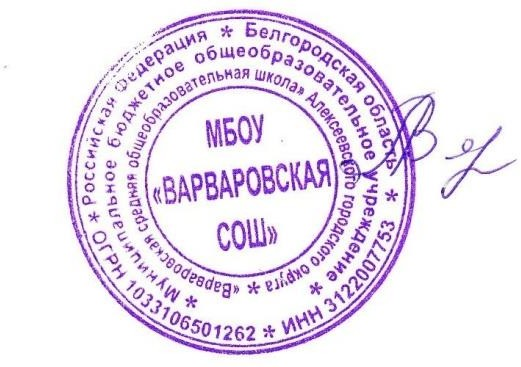 Российская Федерация * Белгородская область * ИНН 3122007753 * ОГРН 1033106501262 *
Муниципальное бюджетное общеобразовательное учреждение *
«Варваровская средняя общеобразовательная школа» Алексеевского городского округа *
МБОУ
«ВАРВАРОВСКАЯ
СОШ»